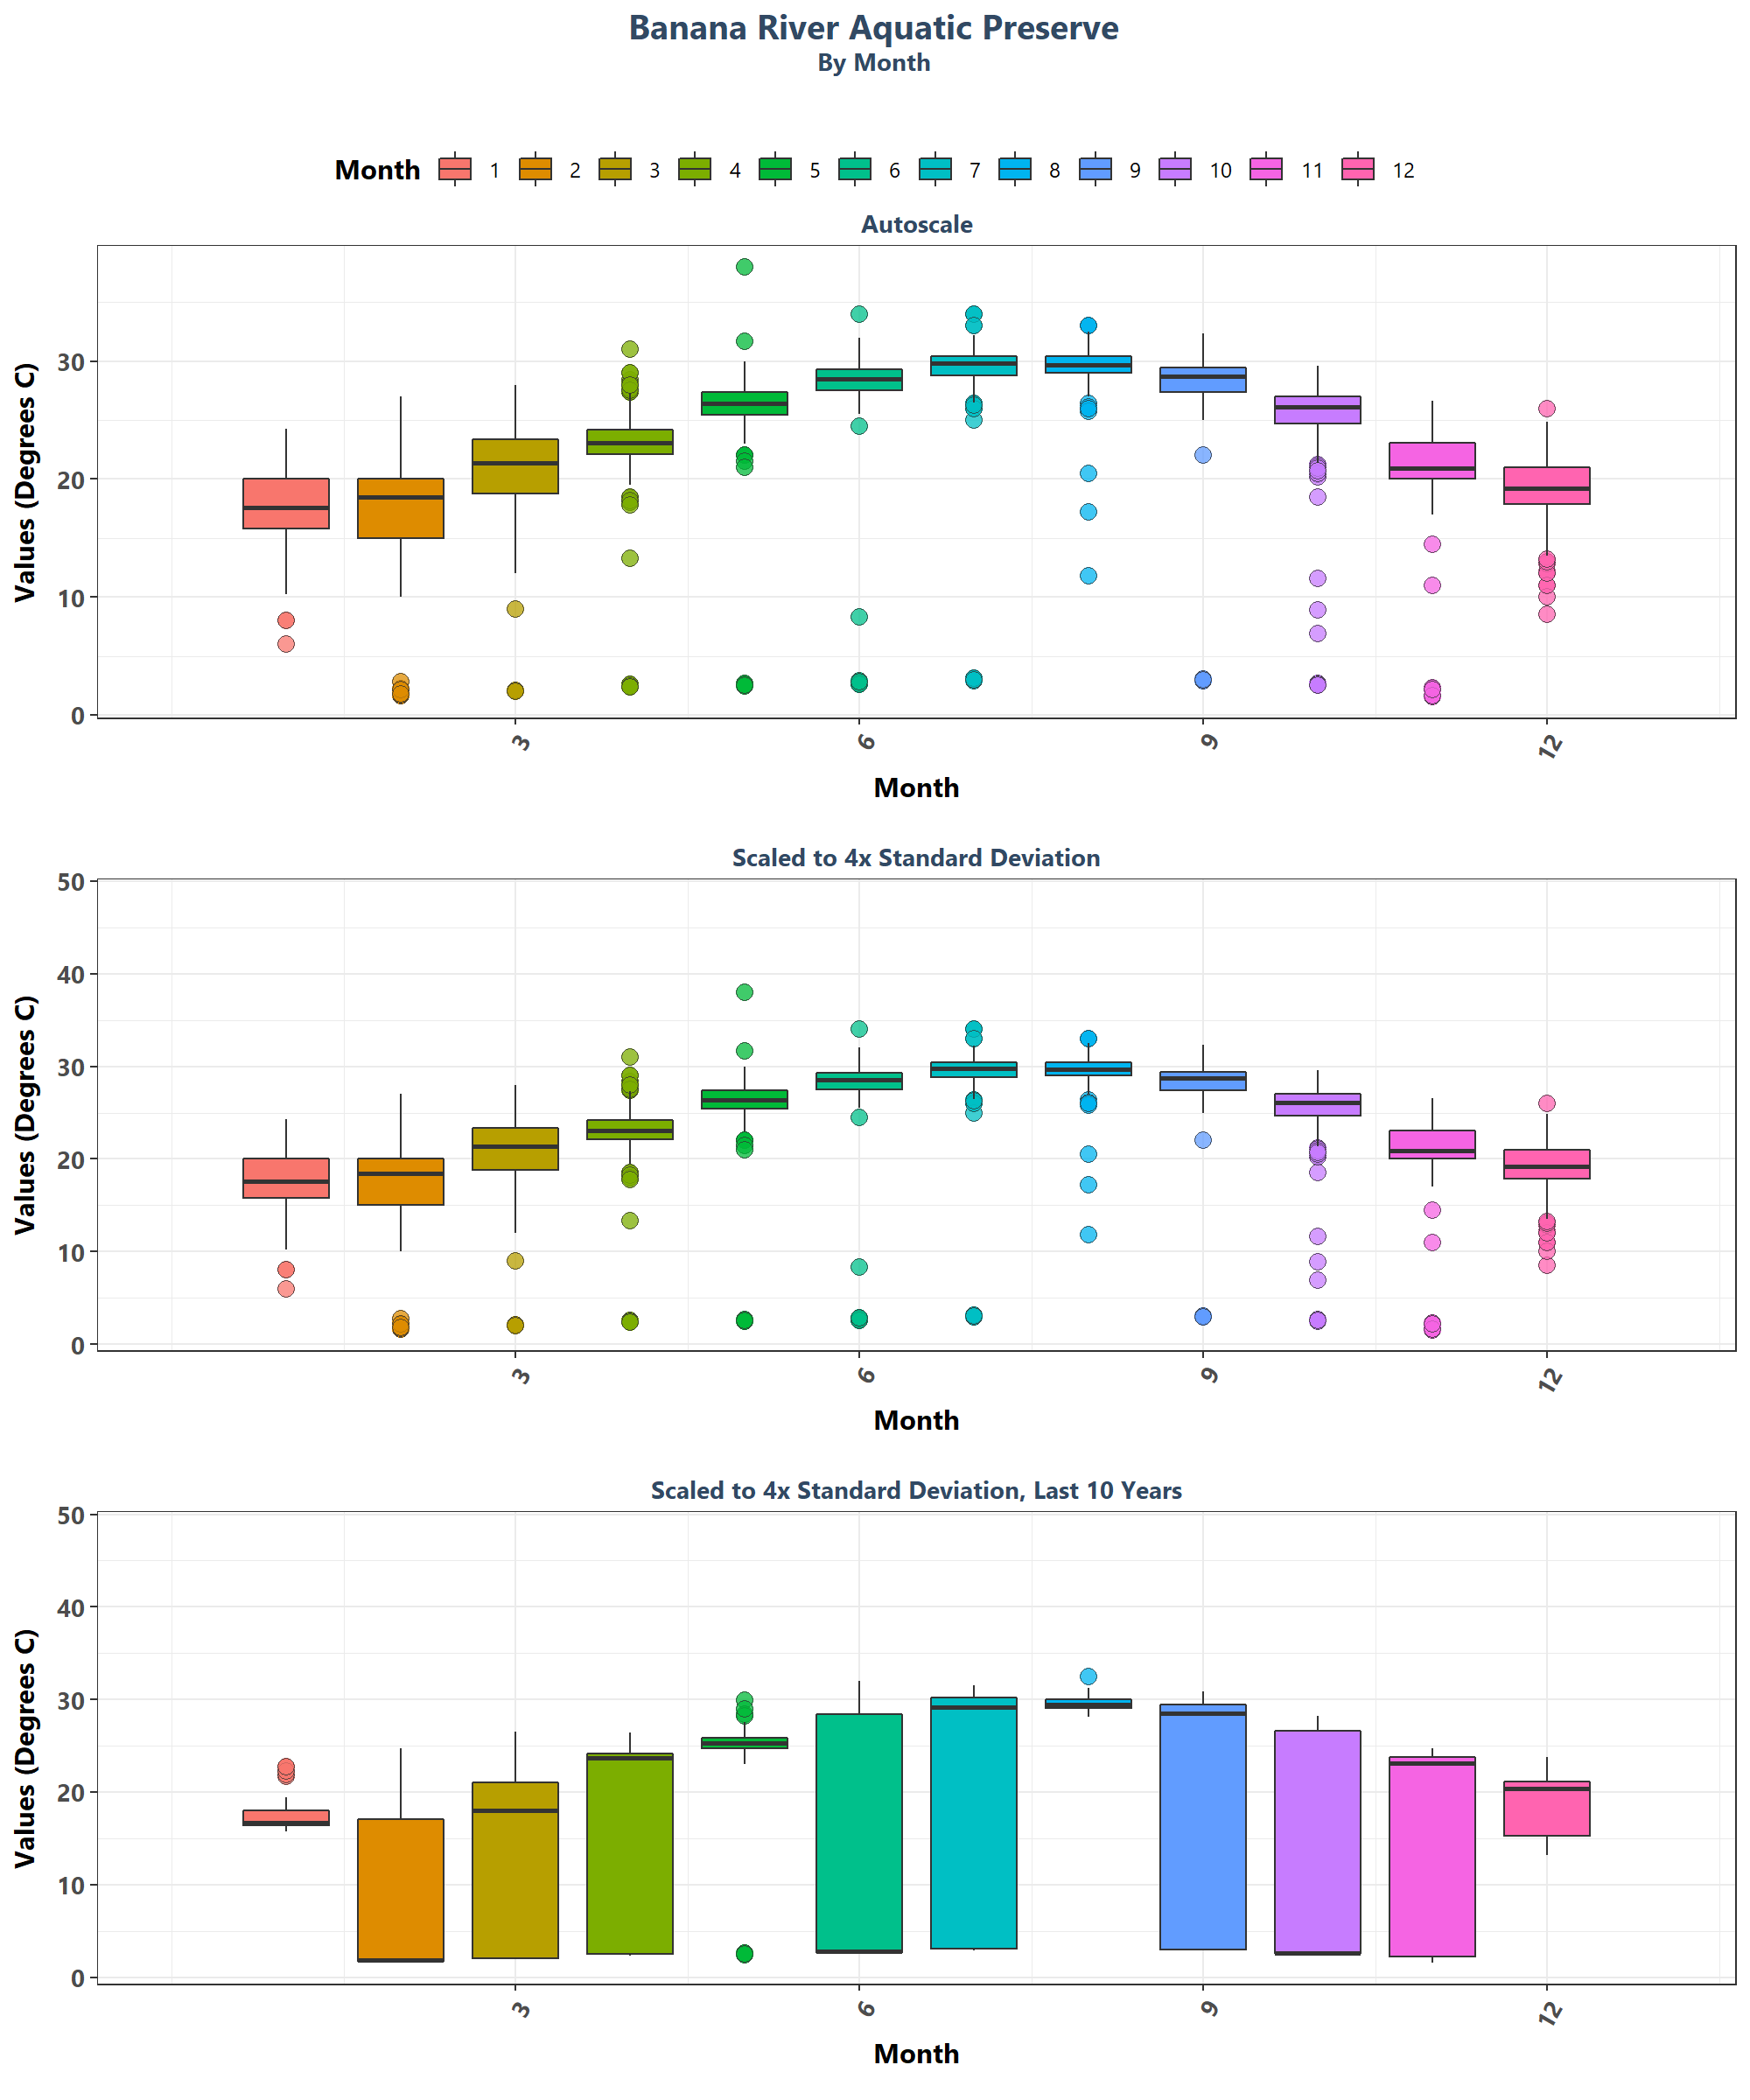 Banana River Aquatic Preserve
By Month
Month 1 2 3 4 5 6 7 8 9 10 11 12
Autoscale
Values (Degrees C)
30
20
10
0
3 6 9 12
Month
Scaled to 4x Standard Deviation
Values (Degrees C)
50
40
30
20
10
0
3 6 9 12
Month
Scaled to 4x Standard Deviation, Last 10 Years
Values (Degrees C)
50
40
30
20
10
0
3 6 9 12
Month